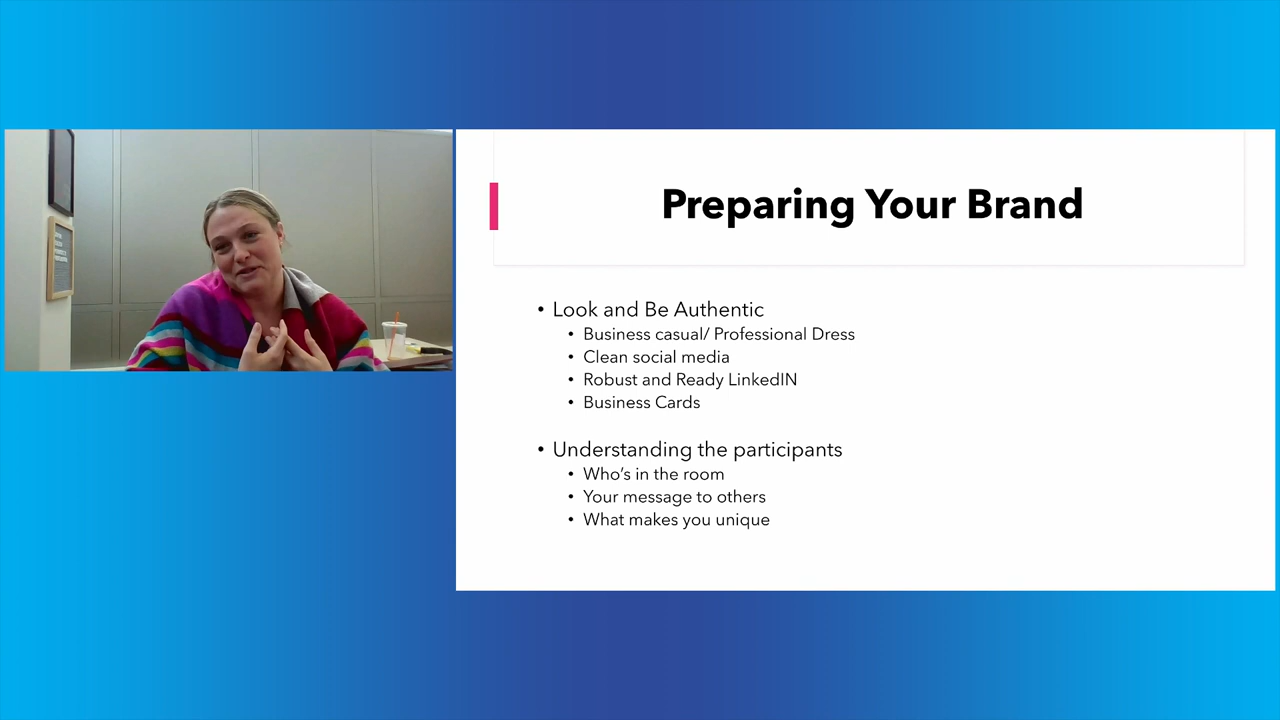 Preparing Your Brand
• Look and Be Authentic
• Business casual/ Professional Dress
• Clean social media
• Robust and Ready LinkedIN
• Business Cards
• Understanding the participants
• Who's in the room
• Your message to others
• What makes you unique